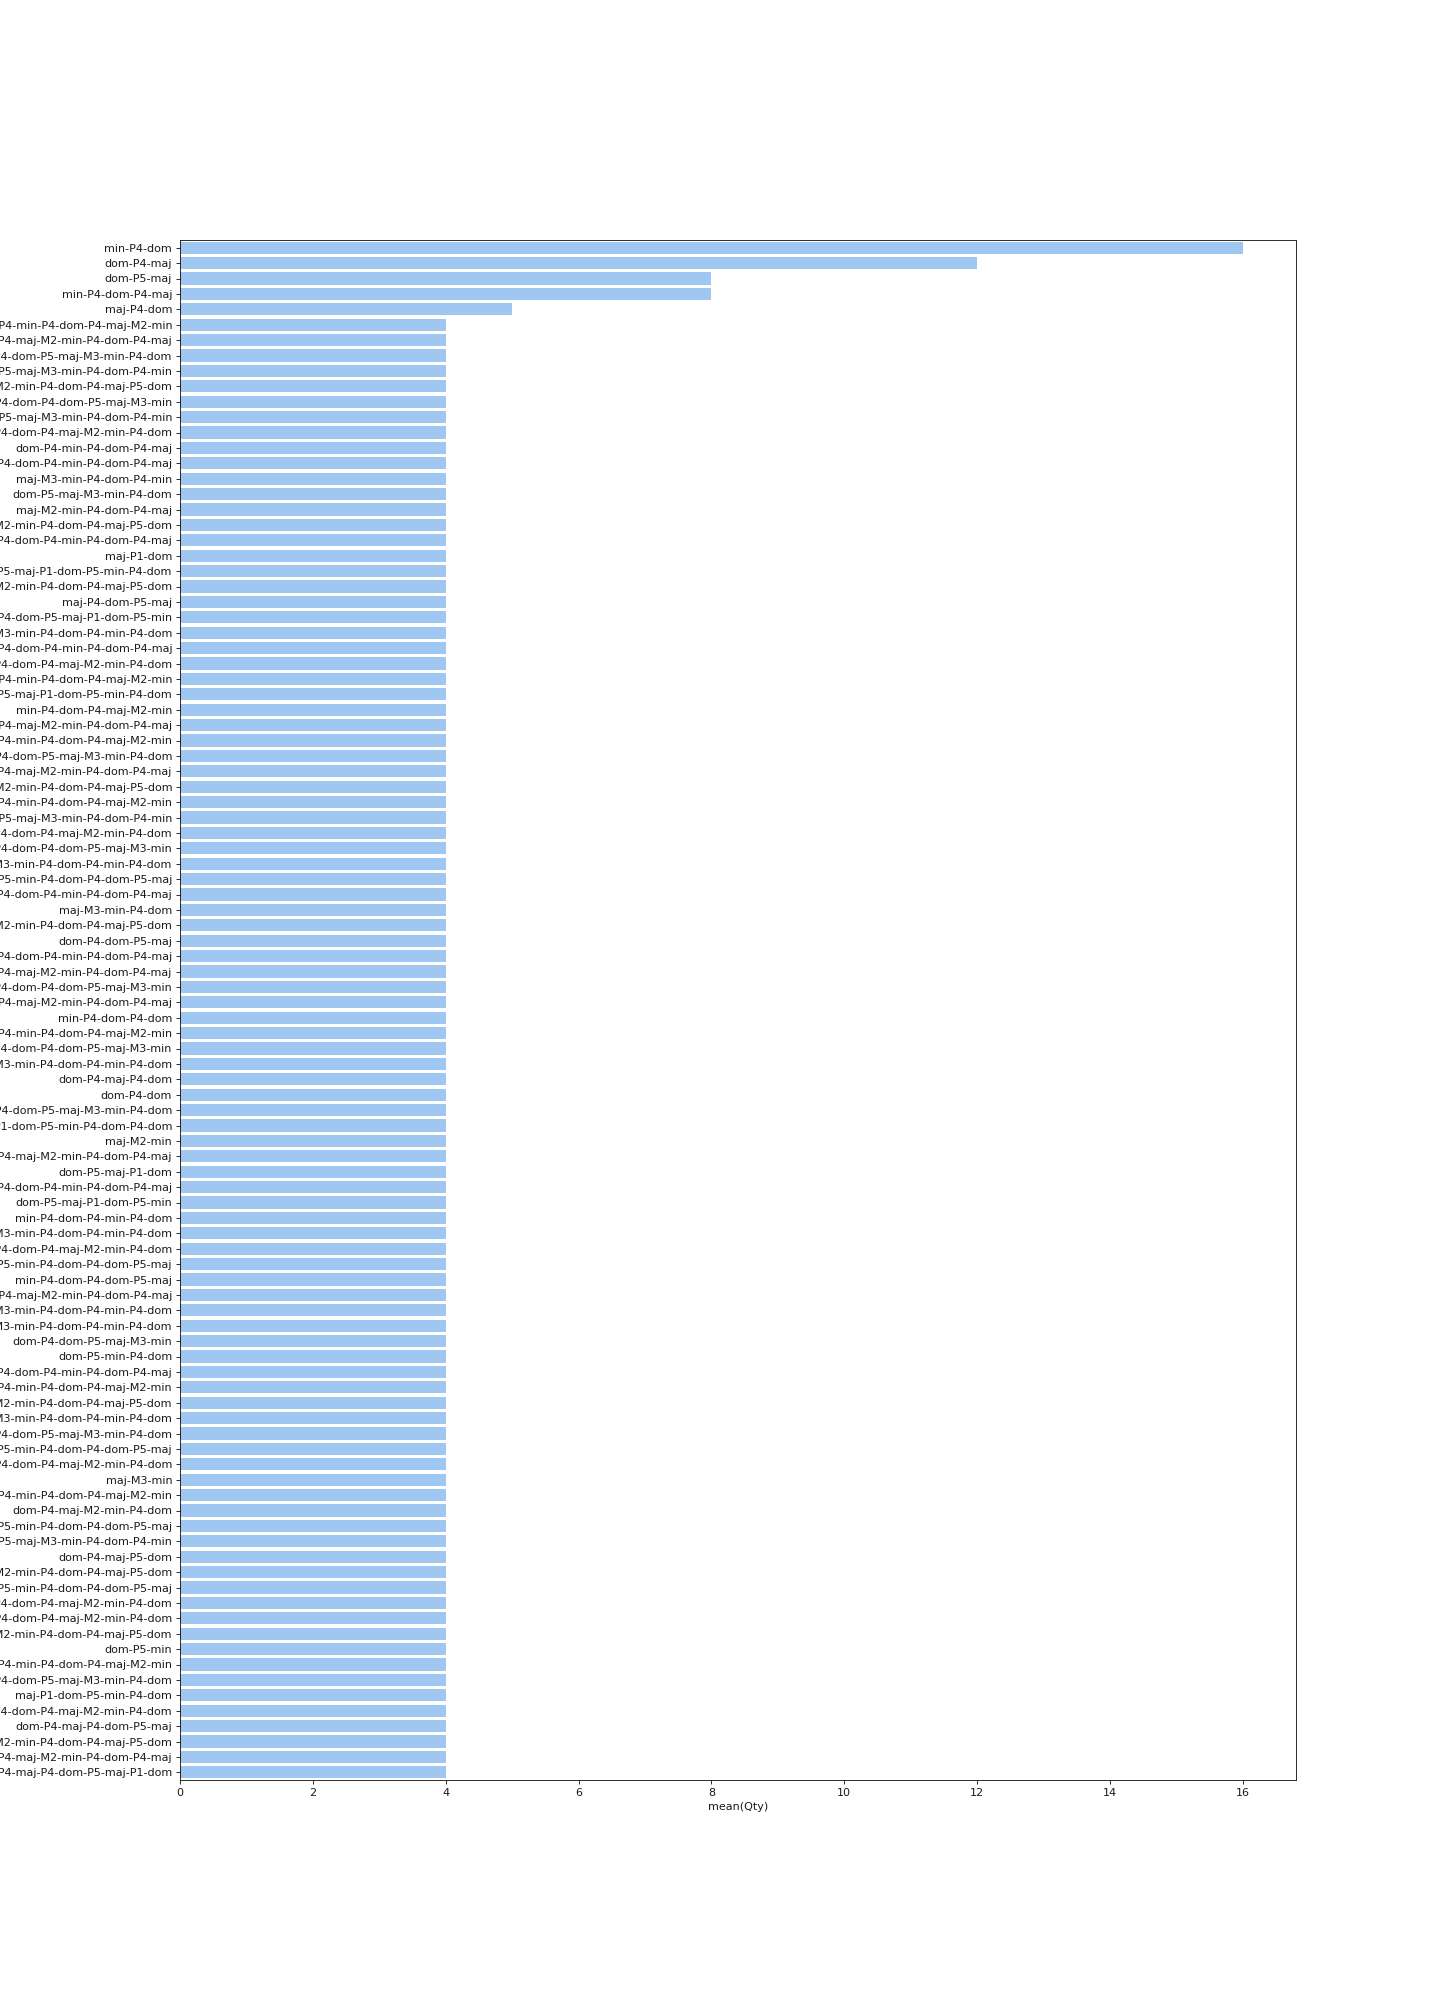 min-P4-dom
dom-P4-maj
dom-P5-maj
min-P4-dom-P4-maj
maj-P4-dom
P4-min-P4-dom-P4-maj-M2-min
P4-maj-M2-min-P4-dom-P4-maj
4-dom-P5-maj-M3-min-P4-dom
P5-maj-M3-min-P4-dom-P4-min
M2-min-P4-dom-P4-maj-P5-dom
P4-dom-P4-dom-P5-maj-M3-min
P5-maj-M3-min-P4-dom-P4-min
P4-dom-P4-maj-M2-min-P4-dom
dom-P4-min-P4-dom-P4-maj
P4-dom-P4-min-P4-dom-P4-maj
maj-M3-min-P4-dom-P4-min
dom-P5-maj-M3-min-P4-dom
maj-M2-min-P4-dom-P4-maj
M2-min-P4-dom-P4-maj-P5-dom
P4-dom-P4-min-P4-dom-P4-maj
maj-P1-dom
P5-maj-P1-dom-P5-min-P4-dom
M2-min-P4-dom-P4-maj-P5-dom
maj-P4-dom-P5-maj
P4-dom-P5-maj-P1-dom-P5-min
M3-min-P4-dom-P4-min-P4-dom
P4-dom-P4-min-P4-dom-P4-maj
P4-dom-P4-maj-M2-min-P4-dom
P4-min-P4-dom-P4-maj-M2-min
P5-maj-P1-dom-P5-min-P4-dom
min-P4-dom-P4-maj-M2-min
P4-maj-M2-min-P4-dom-P4-maj
P4-min-P4-dom-P4-maj-M2-min
P4-dom-P5-maj-M3-min-P4-dom
P4-maj-M2-min-P4-dom-P4-maj
M2-min-P4-dom-P4-maj-P5-dom
P4-min-P4-dom-P4-maj-M2-min
P5-maj-M3-min-P4-dom-P4-min
4-dom-P4-maj-M2-min-P4-dom
P4-dom-P4-dom-P5-maj-M3-min
M3-min-P4-dom-P4-min-P4-dom
P5-min-P4-dom-P4-dom-P5-maj
P4-dom-P4-min-P4-dom-P4-maj
maj-M3-min-P4-dom
M2-min-P4-dom-P4-maj-P5-dom
dom-P4-dom-P5-maj
P4-dom-P4-min-P4-dom-P4-maj
P4-maj-M2-min-P4-dom-P4-maj
P4-dom-P4-dom-P5-maj-M3-min
P4-maj-M2-min-P4-dom-P4-maj
min-P4-dom-P4-dom
P4-min-P4-dom-P4-maj-M2-min
4-dom-P4-dom-P5-maj-M3-min
M3-min-P4-dom-P4-min-P4-dom
dom-P4-maj-P4-dom
dom-P4-dom
P4-dom-P5-maj-M3-min-P4-dom
P1-dom-P5-min-P4-dom-P4-dom
maj-M2-min
P4-maj-M2-min-P4-dom-P4-maj
dom-P5-maj-P1-dom
P4-dom-P4-min-P4-dom-P4-maj
dom-P5-maj-P1-dom-P5-min
min-P4-dom-P4-min-P4-dom
M3-min-P4-dom-P4-min-P4-dom
P4-dom-P4-maj-M2-min-P4-dom
P5-min-P4-dom-P4-dom-P5-maj
min-P4-dom-P4-dom-P5-maj
P4-maj-M2-min-P4-dom-P4-maj
M3-min-P4-dom-P4-min-P4-dom
M3-min-P4-dom-P4-min-P4-dom
dom-P4-dom-P5-maj-M3-min
dom-P5-min-P4-dom
P4-dom-P4-min-P4-dom-P4-maj
P4-min-P4-dom-P4-maj-M2-min
M2-min-P4-dom-P4-maj-P5-dom
M3-min-P4-dom-P4-min-P4-dom
P4-dom-P5-maj-M3-min-P4-dom
P5-min-P4-dom-P4-dom-P5-maj
P4-dom-P4-maj-M2-min-P4-dom
maj-M3-min
P4-min-P4-dom-P4-maj-M2-min
dom-P4-maj-M2-min-P4-dom
P5-min-P4-dom-P4-dom-P5-maj
P5-maj-M3-min-P4-dom-P4-min
dom-P4-maj-P5-dom
M2-min-P4-dom-P4-maj-P5-dom
P5-min-P4-dom-P4-dom-P5-maj
P4-dom-P4-maj-M2-min-P4-dom
P4-dom-P4-maj-M2-min-P4-dom
M2-min-P4-dom-P4-maj-P5-dom
dom-P5-min
P4-min-P4-dom-P4-maj-M2-min
P4-dom-P5-maj-M3-min-P4-dom
maj-P1-dom-P5-min-P4-dom
4-dom-P4-maj-M2-min-P4-dom
dom-P4-maj-P4-dom-P5-maj
M2-min-P4-dom-P4-maj-P5-dom
P4-maj-M2-min-P4-dom-P4-maj
P4-maj-P4-dom-P5-maj-P1-dom
0 2 4 6 8 10 12 14 16
mean(Qty)